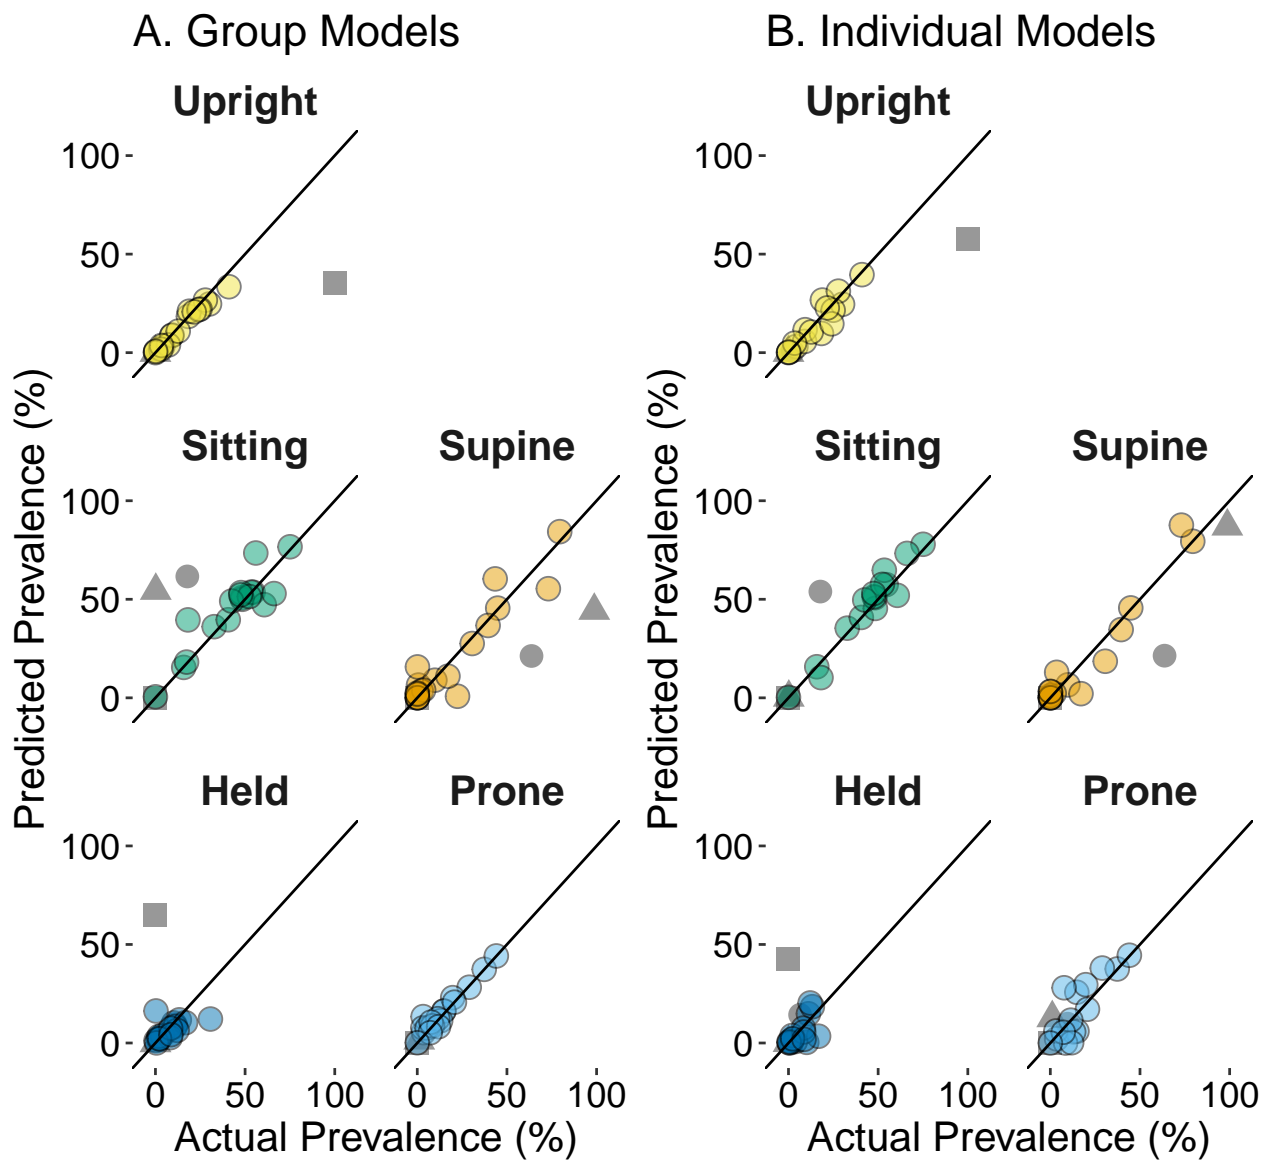 A. Group Models
B. Individual Models
Upright
Upright
100
50
0
100
50
0
Predicted Prevalence (%)
Predicted Prevalence (%)
Sitting
Supine
Sitting
Supine
100
50
0
100
50
0
Held
Prone
Held
Prone
100
50
0
100
50
0
0 50 100
0 50 100
0 50 100
0 50 100
Actual Prevalence (%)
Actual Prevalence (%)